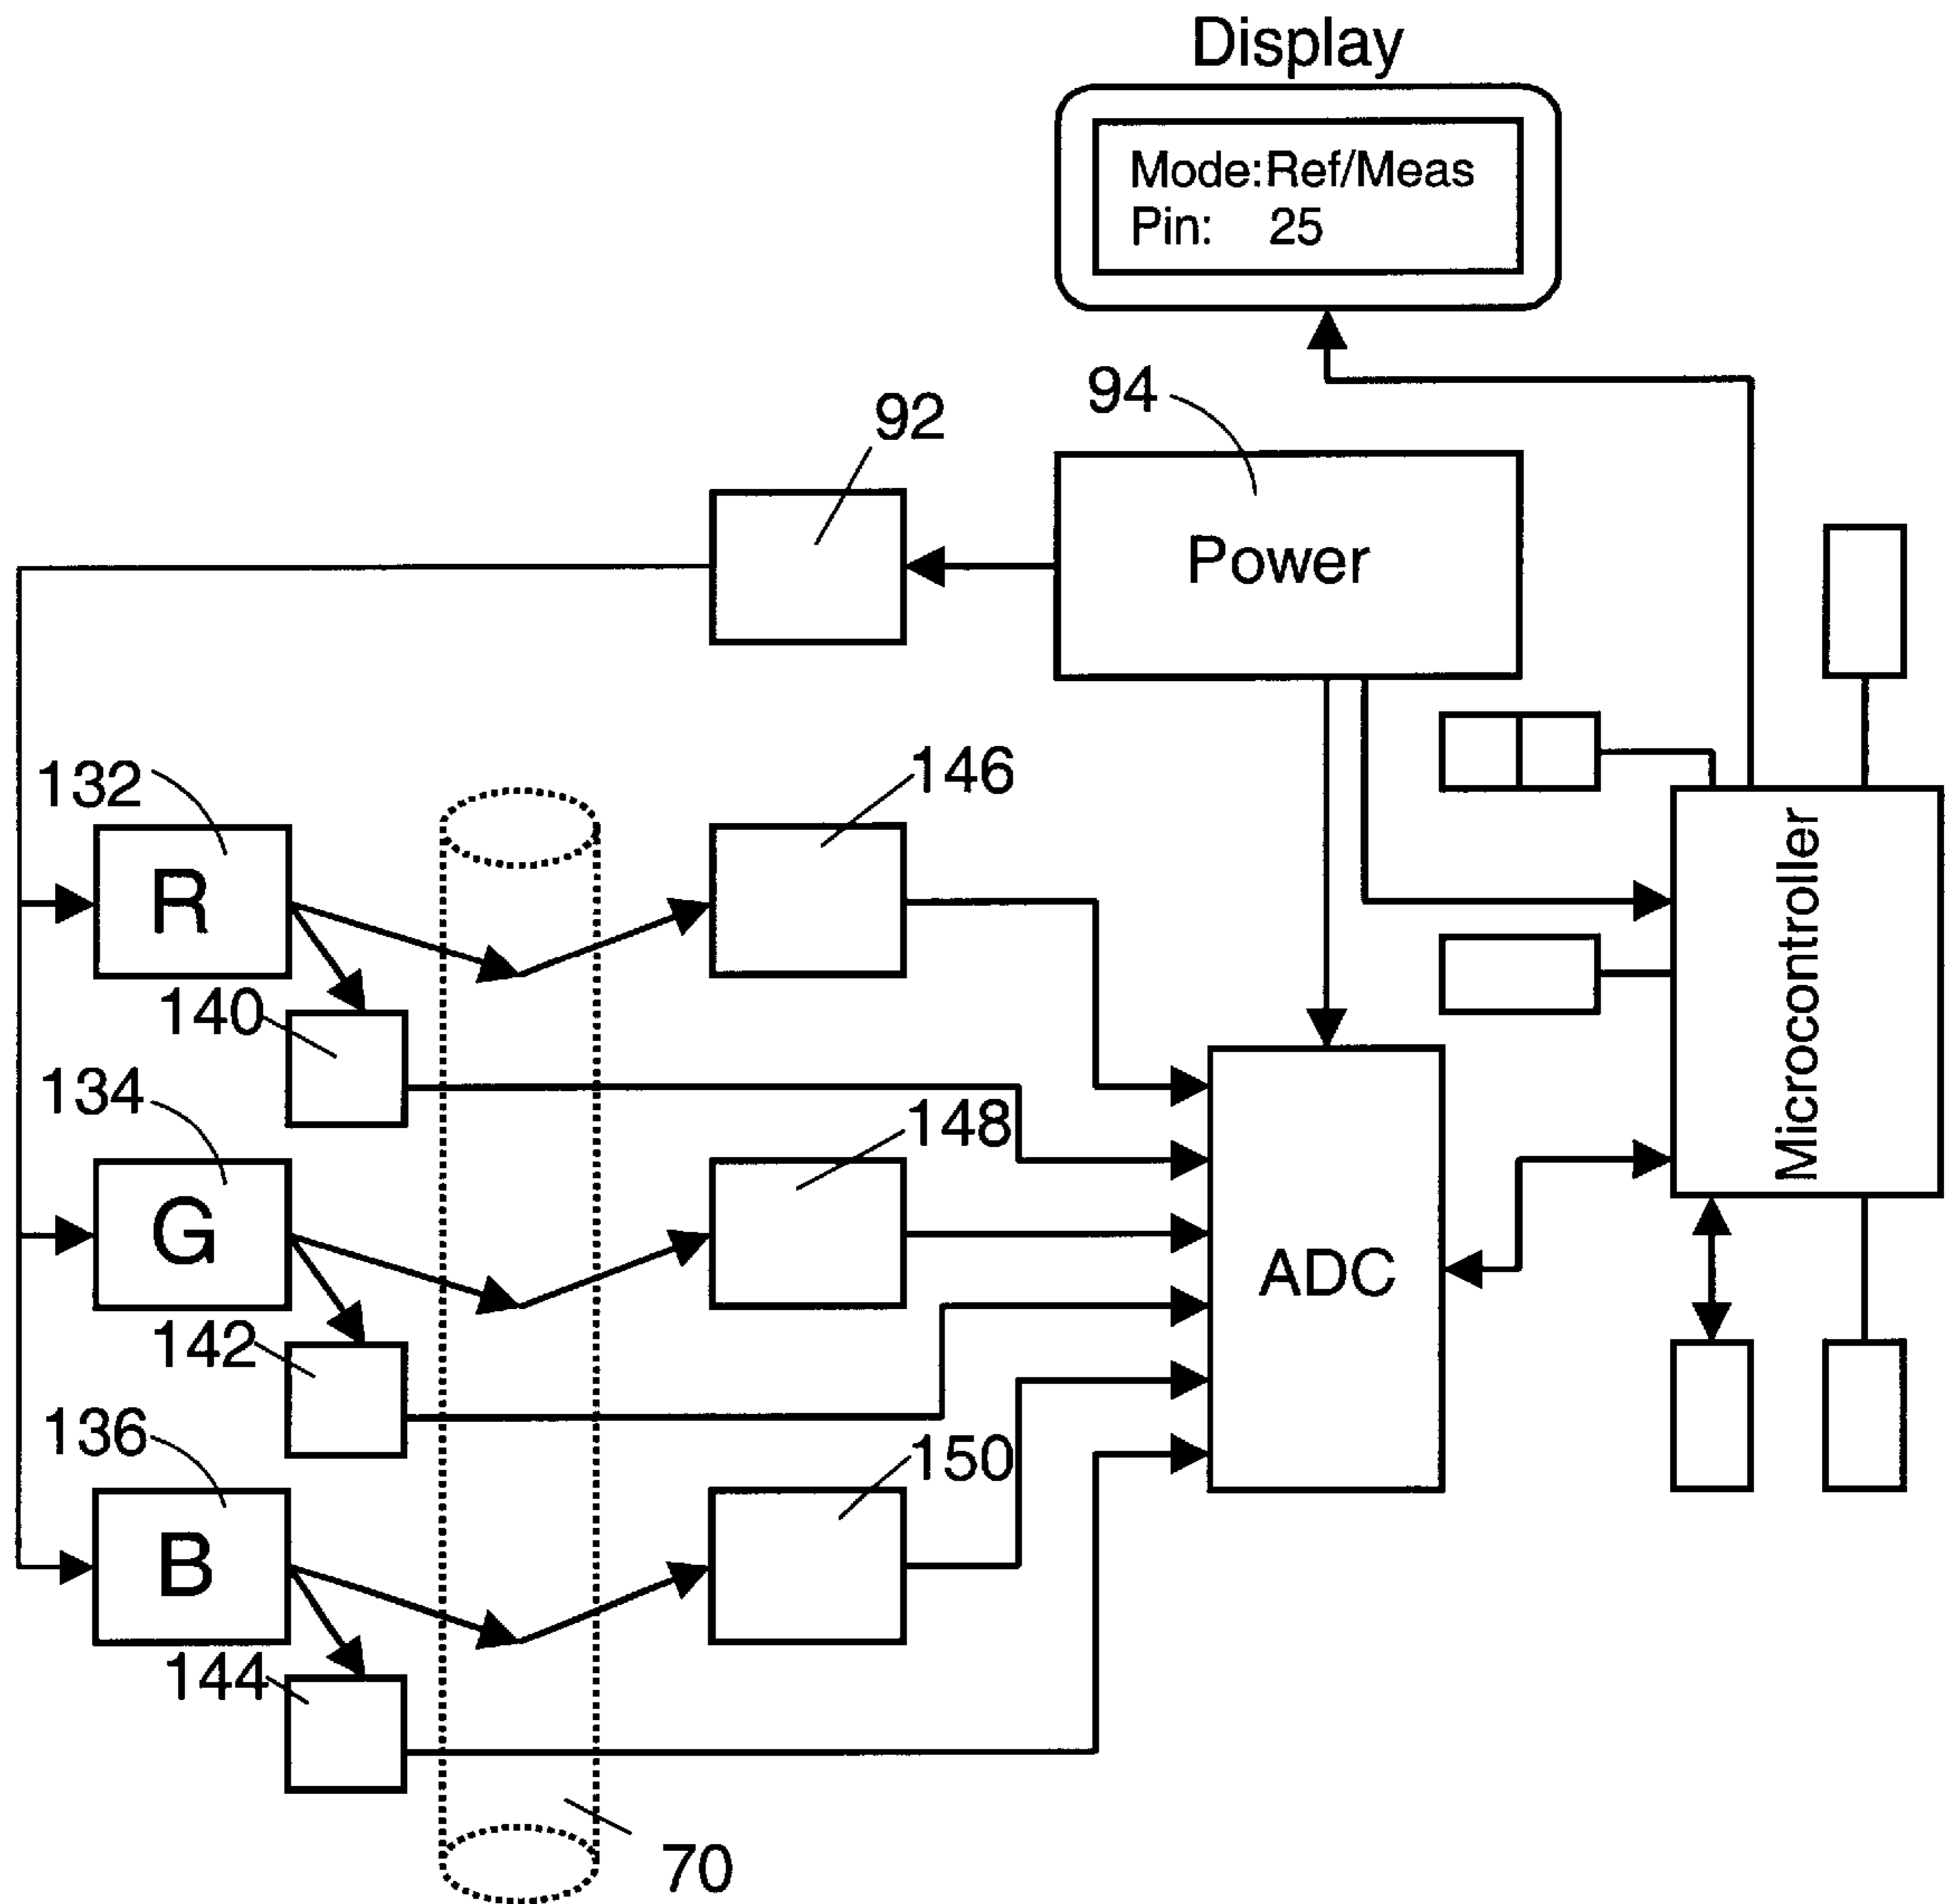 Display
Mode:Ref/Meas
Pin: 25
94
92
Power
132
146
R
Microcontroller
140
134
148
G
ADC
142
136
150
B
144
70